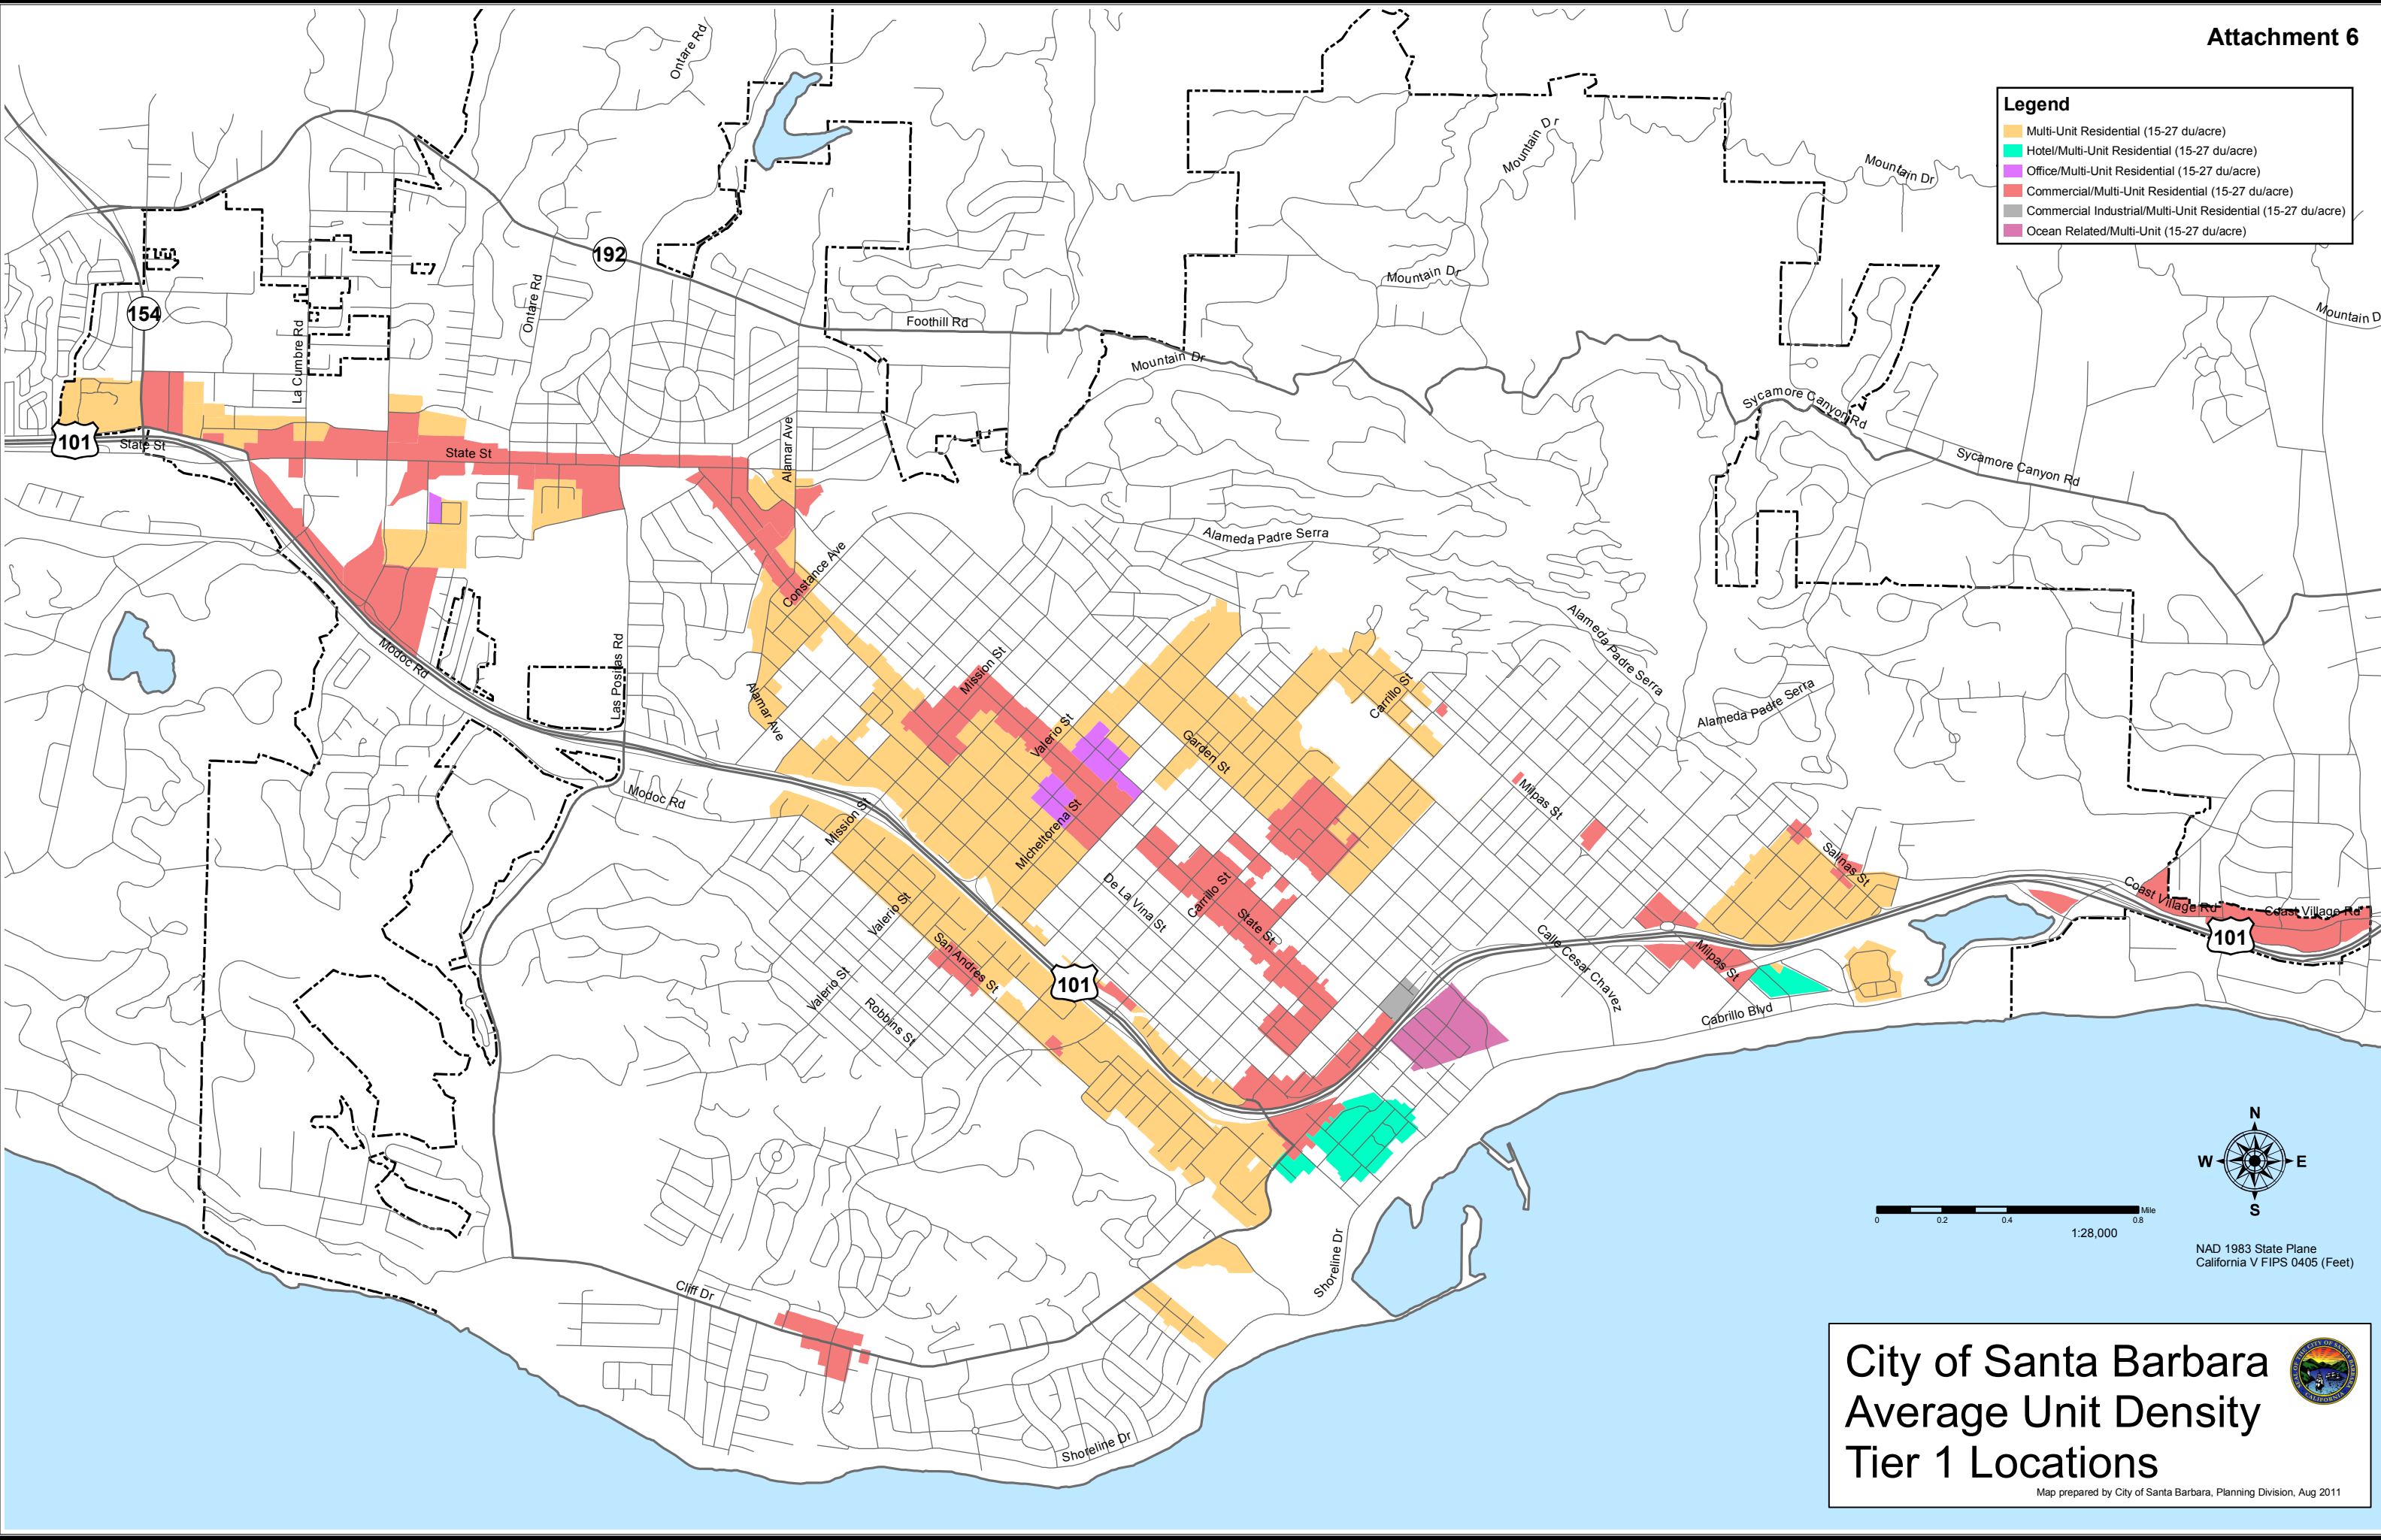 Attachment 6
Legend
Multi-Unit Residential (15-27 du/acre)
Hotel/Multi-Unit Residential (15-27 du/acre)
Office/Multi-Unit Residential (15-27 du/acre)
Commercial/Multi-Unit Residential (15-27 du/acre)
Commercial Industrial/Multi-Unit Residential (15-27 du/acre)
Ocean Related/Multi-Unit (15-27 du/acre)
Ontare Rd
Mountain Dr
Mountain Dr
192
Ontare Rd
Mountain Dr
154
La Cumbre Rd
Foothill Rd
Mountain D
Mountain Dr
Sycamore Canyon Rd
101
State St
State St
Alamar Ave
Sycamore Canyon Rd
Alameda Padre Serra
Constance Ave
Modoc Rd
Las Positas Rd
Alamar Ave
Mission St
Valerio St
Carrillo St
Alameda Padre Serra
Alameda Padre Serra
Garden St
Modoc Rd
Mission St
Micheltorena St
Milpas St
Salinas St
Valerio St
De La Vina St
Carrillo St
State St
Coast Village Rd
Coast Village Rd
101
San Andres St
Valerio St
Robbins St
101
Calle Cesar Chavez
Milpas St
Cabrillo Blvd
Shoreline Dr
Cliff Dr
Shoreline Dr
N
W
E
S
Mile
0
0.2
0.4
0.8
1:28,000
NAD 1983 State Plane
California V FIPS 0405 (Feet)
City of Santa Barbara
Average Unit Density
Tier 1 Locations
Map prepared by City of Santa Barbara, Planning Division, Aug 2011